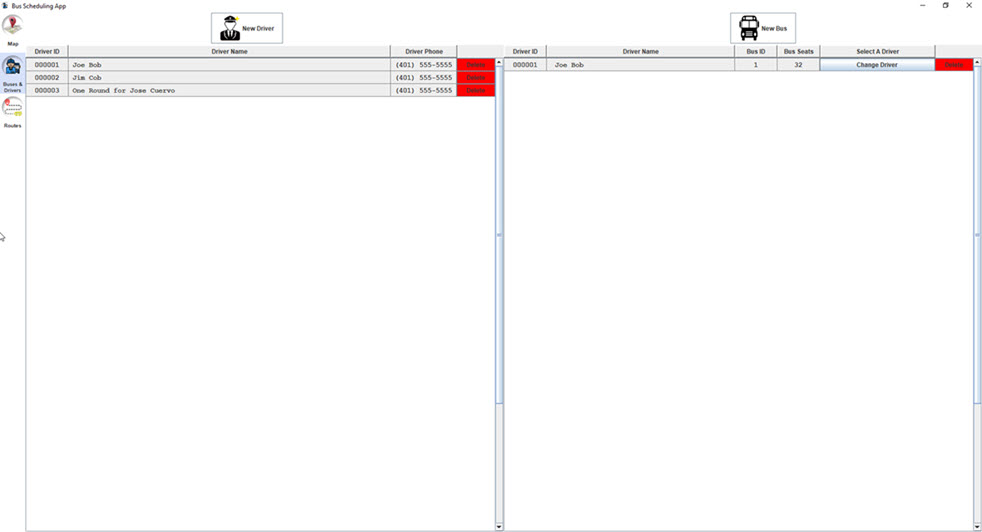 Bus Scheduling App
Map
Buses &
Drivers
Routes
New Driver
Driver ID Driver Name Driver Phone
000001 Joe Bob (401) 555-5555 Delete
000002 Jim Cob (401) 555-5555 Delete
000003 One Round for Jose Cuervo (401) 555-5555 Delete
New Bus
Driver ID Driver Name Bus ID Bus Seats Select A Driver
000001 Joe Bob 1 32 Change Driver Delete